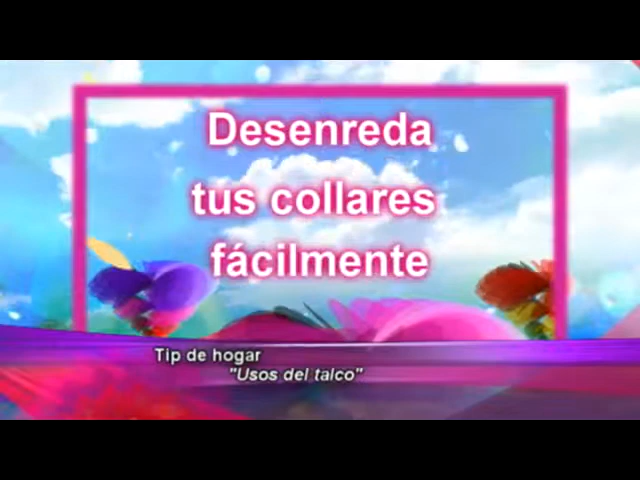 Desenreda
tus collares
fácilmente
Tip de hogar
"Usos del talco"